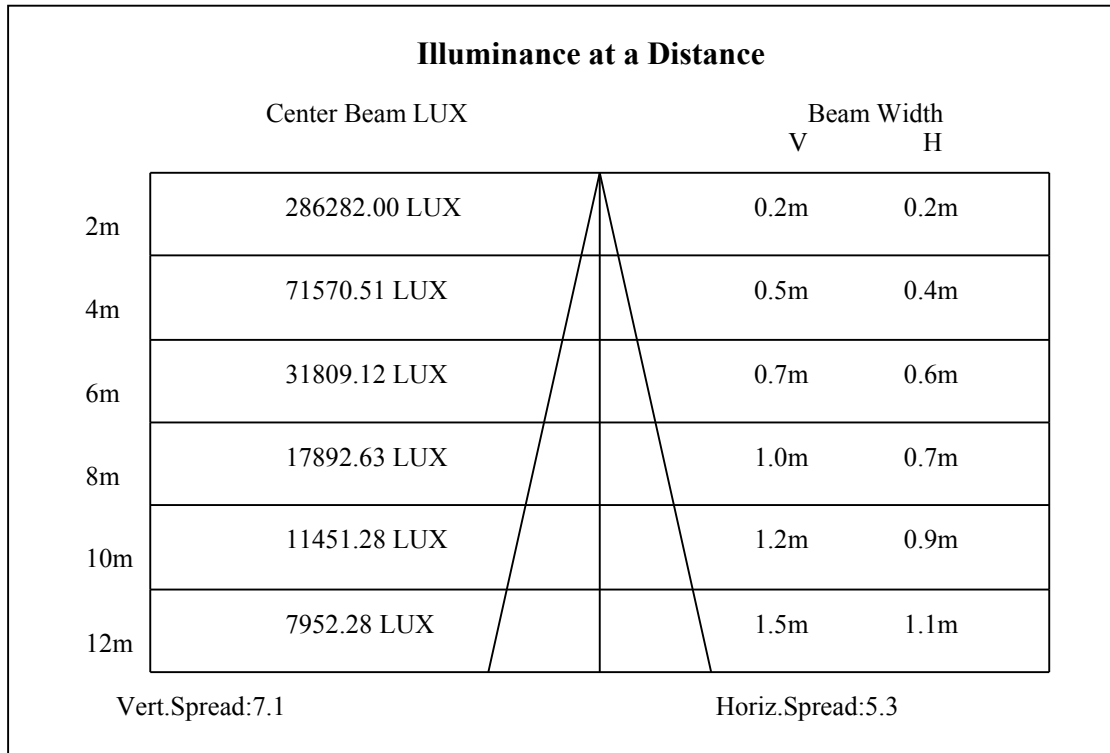 Illuminance at a Distance
Center Beam LUX Beam Width
V H
2m 286282.00 LUX 0.2m 0.2m
4m 71570.51 LUX 0.5m 0.4m
6m 31809.12 LUX 0.7m 0.6m
8m 17892.63 LUX 1.0m 0.7m
10m 11451.28 LUX 1.2m 0.9m
12m 7952.28 LUX 1.5m 1.1m
Vert.Spread:7.1 Horiz.Spread:5.3